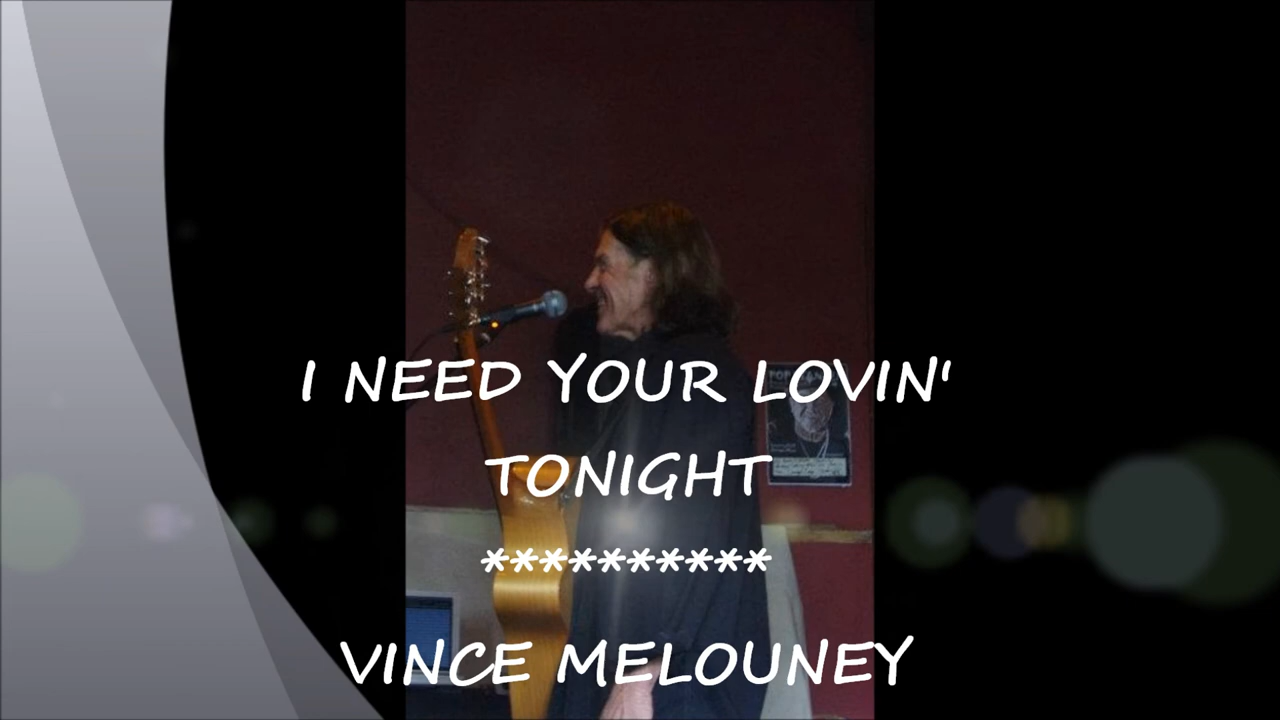 I NEED YOUR LOVIN'
TONIGHT
**********
VINCE MELOUNEY